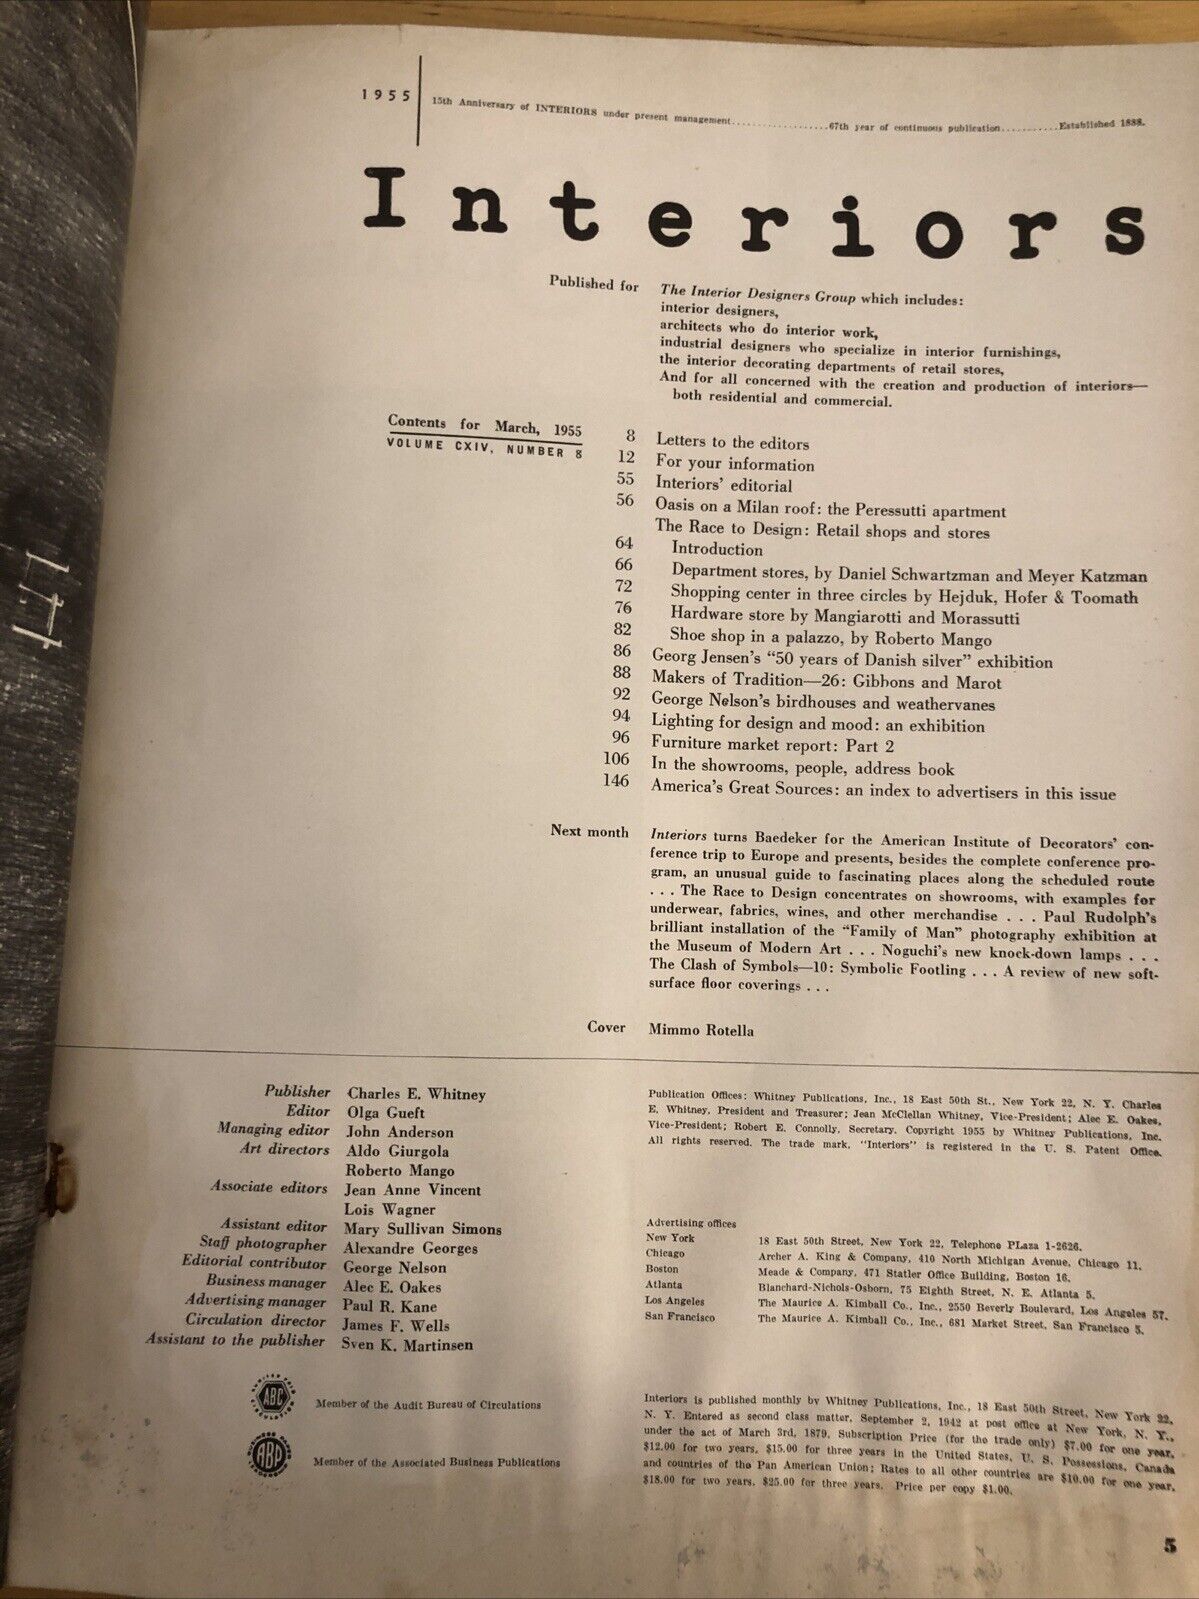 1955
15th Anniversary of INTERIORS under present management...................67th year of continuous publication...........Established 1888.
Interiors
Published for The Interior Designers Group which includes:
interior designers,
architects who do interior work,
industrial designers who specialize in interior furnishings,
the interior decorating departments of retail stores,
And for all concerned with the creation and production of interiors—
both residential and commercial.
Contents for March, 1955
VOLUME CXIV, NUMBER 8
8 Letters to the editors
12 For your information
55 Interiors' editorial
56 Oasis on a Milan roof: the Peressutti apartment
The Race to Design: Retail shops and stores
64 Introduction
66 Department stores, by Daniel Schwartzman and Meyer Katzman
72 Shopping center in three circles by Hejduk, Hofer & Toomath
76 Hardware store by Mangiarotti and Morassutti
82 Shoe shop in a palazzo, by Roberto Mango
86 Georg Jensen's "50 years of Danish silver" exhibition
88 Makers of Tradition—26: Gibbons and Marot
92 George Nelson's birdhouses and weathervanes
94 Lighting for design and mood: an exhibition
96 Furniture market report: Part 2
106 In the showrooms, people, address book
146 America's Great Sources: an index to advertisers in this issue
Next month Interiors turns Baedeker for the American Institute of Decorators' con-
ference trip to Europe and presents, besides the complete conference pro-
gram, an unusual guide to fascinating places along the scheduled route
. . . The Race to Design concentrates on showrooms, with examples for
underwear, fabrics, wines, and other merchandise . . . Paul Rudolph's
brilliant installation of the "Family of Man" photography exhibition at
the Museum of Modern Art . . . Noguchi's new knock-down lamps . . .
The Clash of Symbols—10: Symbolic Footling . . . A review of new soft-
surface floor coverings . . .
Cover Mimmo Rotella
Publisher Charles E. Whitney
Editor Olga Gueft
Managing editor John Anderson
Art directors Aldo Giurgola
Roberto Mango
Associate editors Jean Anne Vincent
Lois Wagner
Assistant editor Mary Sullivan Simons
Staff photographer Alexandre Georges
Editorial contributor George Nelson
Business manager Alec E. Oakes
Advertising manager Paul R. Kane
Circulation director James F. Wells
Assistant to the publisher Sven K. Martinsen
ABC
Member of the Audit Bureau of Circulations
ABP
Member of the Associated Business Publications
Publication Offices: Whitney Publications, Inc., 18 East 50th St., New York 22, N. Y. Charles
E. Whitney, President and Treasurer; Jean McClellan Whitney, Vice-President; Alec E. Oakes,
Vice-President; Robert E. Connolly, Secretary. Copyright 1955 by Whitney Publications, Inc.
All rights reserved. The trade mark, "Interiors" is registered in the U. S. Patent Office.
Advertising offices
New York 18 East 50th Street, New York 22, Telephone PLaza 1-2626.
Chicago Archer A. King & Company, 410 North Michigan Avenue, Chicago 11.
Boston Meade & Company, 471 Statler Office Building, Boston 16.
Atlanta Blanchard-Nichols-Osborn, 75 Eighth Street, N. E. Atlanta 5.
Los Angeles The Maurice A. Kimball Co., Inc., 2550 Beverly Boulevard, Los Angeles 57.
San Francisco The Maurice A. Kimball Co., Inc., 681 Market Street, San Francisco 5.
Interiors is published monthly by Whitney Publications, Inc., 18 East 50th Street, New York 22,
N. Y. Entered as second class matter, September 2, 1942 at post office at New York, N. Y.,
under the act of March 3rd, 1879. Subscription Price (for the trade only) $7.00 for one year,
$12.00 for two years, $15.00 for three years in the United States, U. S. Possessions, Canada
and countries of the Pan American Union; Rates to all other countries are $10.00 for one year,
$18.00 for two years, $25.00 for three years. Price per copy $1.00.
5